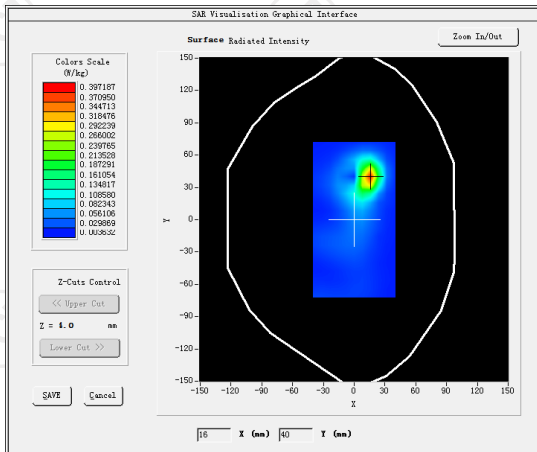 SAR Visualisation Graphical Interface
Surface Radiated Intensity
Zoom In/Out
Colors Scale
(W/kg)
0.397187
0.370950
0.344713
0.318476
0.292239
0.266002
0.239765
0.213528
0.187291
0.161054
0.134817
0.108580
0.082343
0.056106
0.029869
0.003632
Z-Cuts Control
<< Upper Cut
Z = 4.0 mm
Lower Cut >>
SAVE Cancel
150
120
90
60
30
0
-30
-60
-90
-120
-150
Y
-150 -120 -90 -60 -30 0 30 60 90 120 150
X
16 X (mm) 40 Y (mm)